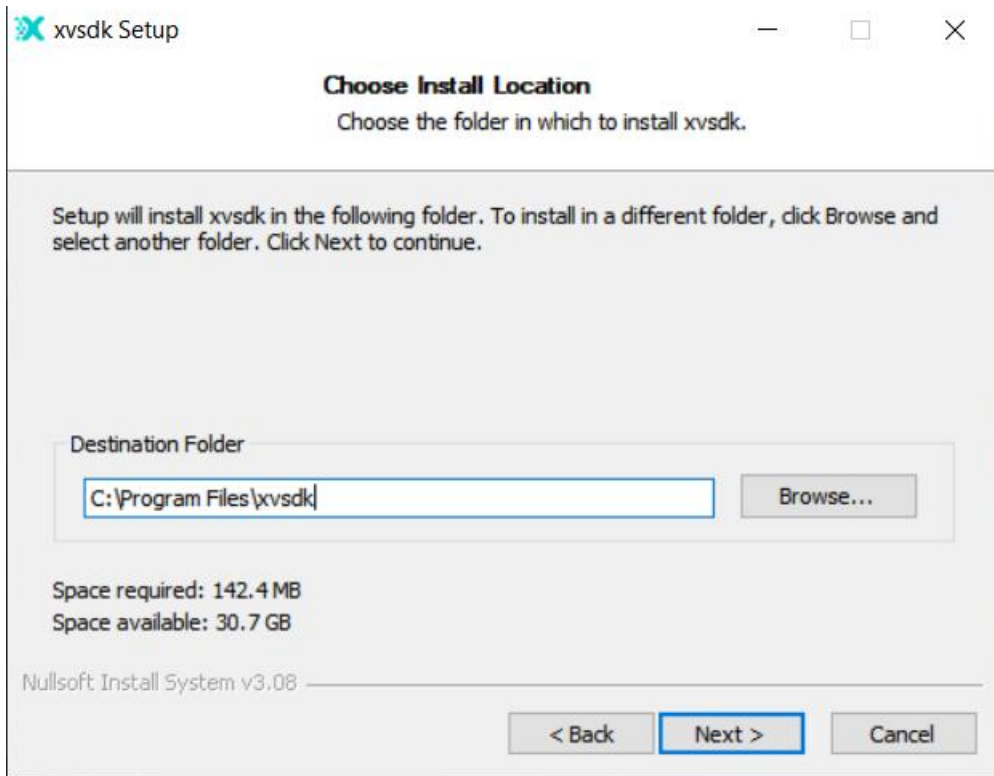 xvsdk Setup
Choose Install Location
Choose the folder in which to install xvsdk.
Setup will install xvsdk in the following folder. To install in a different folder, click Browse and
select another folder. Click Next to continue.
Destination Folder
C:\Program Files\xvsdk
Browse...
Space required: 142.4 MB
Space available: 30.7 GB
Nullsoft Install System v3.08
< Back
Next >
Cancel